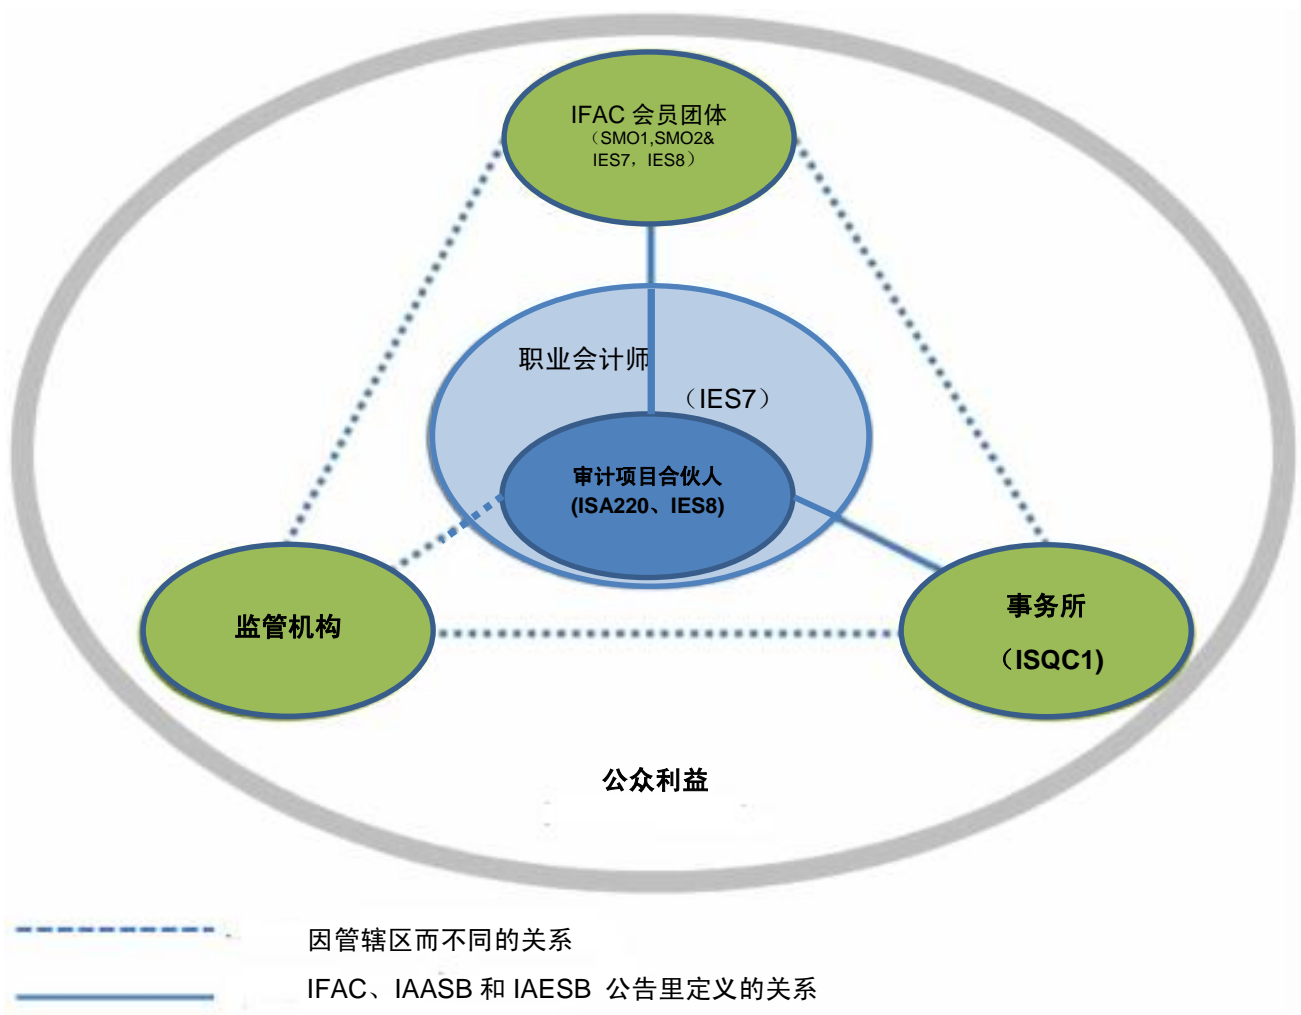 IFAC 会员团体
（SMO1,SMO2&
IES7，IES8）
职业会计师
（IES7）
审计项目合伙人
(ISA220、IES8)
监管机构
事务所
（ISQC1)
公众利益
因管辖区而不同的关系
IFAC、IAASB 和 IAESB 公告里定义的关系